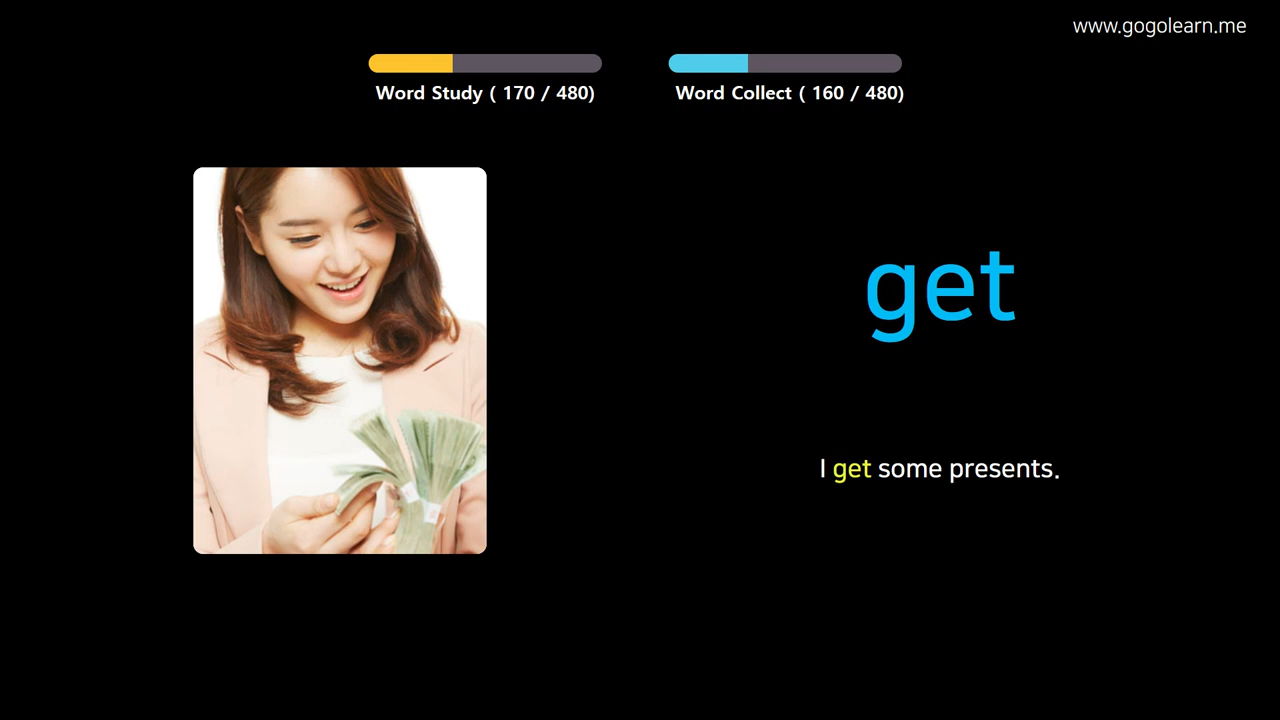 www.gogolearn.me
Word Study ( 170 / 480)
Word Collect ( 160 / 480)
get
I get some presents.